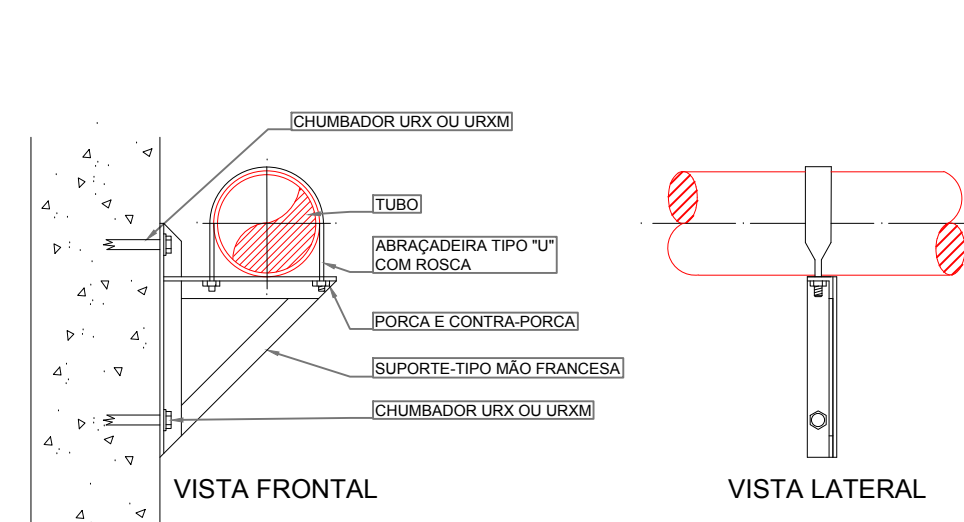 CHUMBADOR URX OU URXM
TUBO
ABRAÇADEIRA TIPO "U"
COM ROSCA
PORCA E CONTRA-PORCA
SUPORTE-TIPO MÃO FRANCESA
CHUMBADOR URX OU URXM
VISTA FRONTAL
VISTA LATERAL